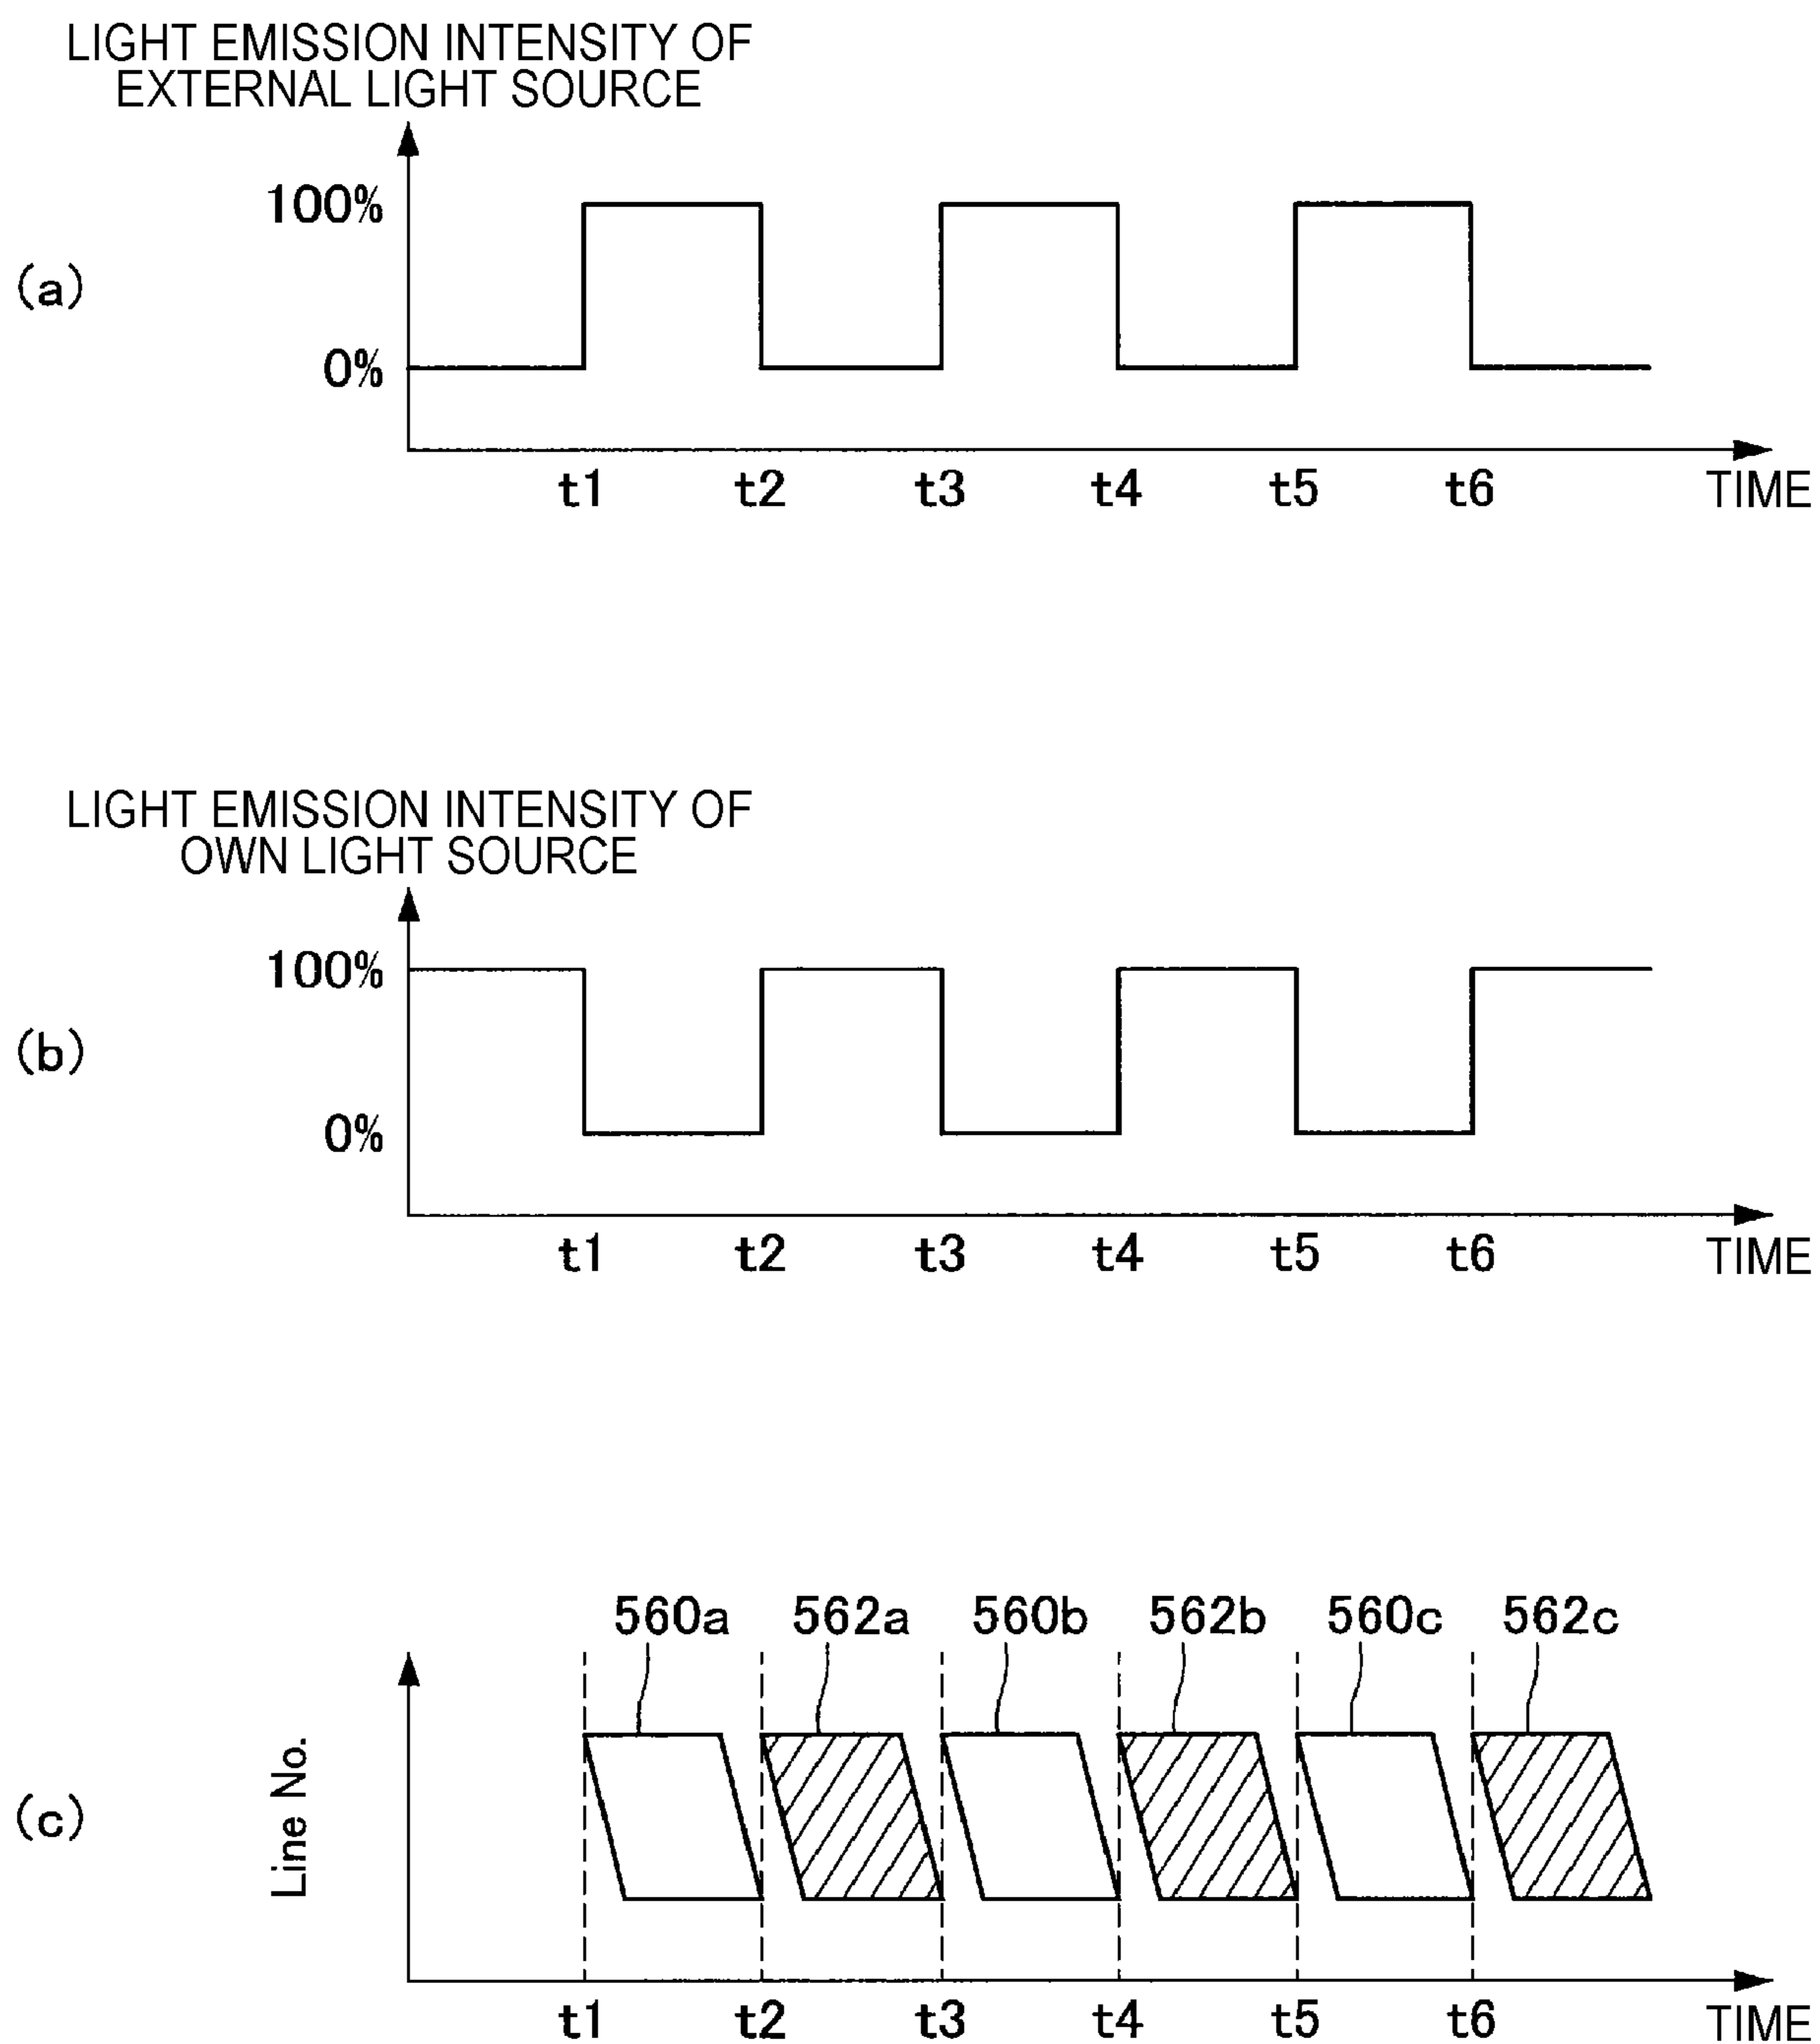 LIGHT EMISSION INTENSITY OF
EXTERNAL LIGHT SOURCE
100%
(a)
0%
t1 t2 t3 t4 t5 t6 TIME
LIGHT EMISSION INTENSITY OF
OWN LIGHT SOURCE
100%
(b)
0%
t1 t2 t3 t4 t5 t6 TIME
560a 562a 560b 562b 560c 562c
(c)
Line No.
t1 t2 t3 t4 t5 t6 TIME